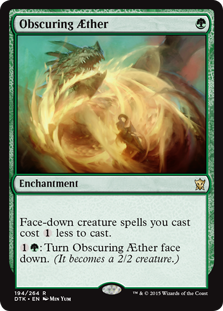 Obscuring Æther
Enchantment
Face-down creature spells you cast
cost 1 less to cast.
1 : Turn Obscuring Æther face
down. (It becomes a 2/2 creature.)
194/264 R
DTK • EN Min Yum
™ & © 2015 Wizards of the Coast